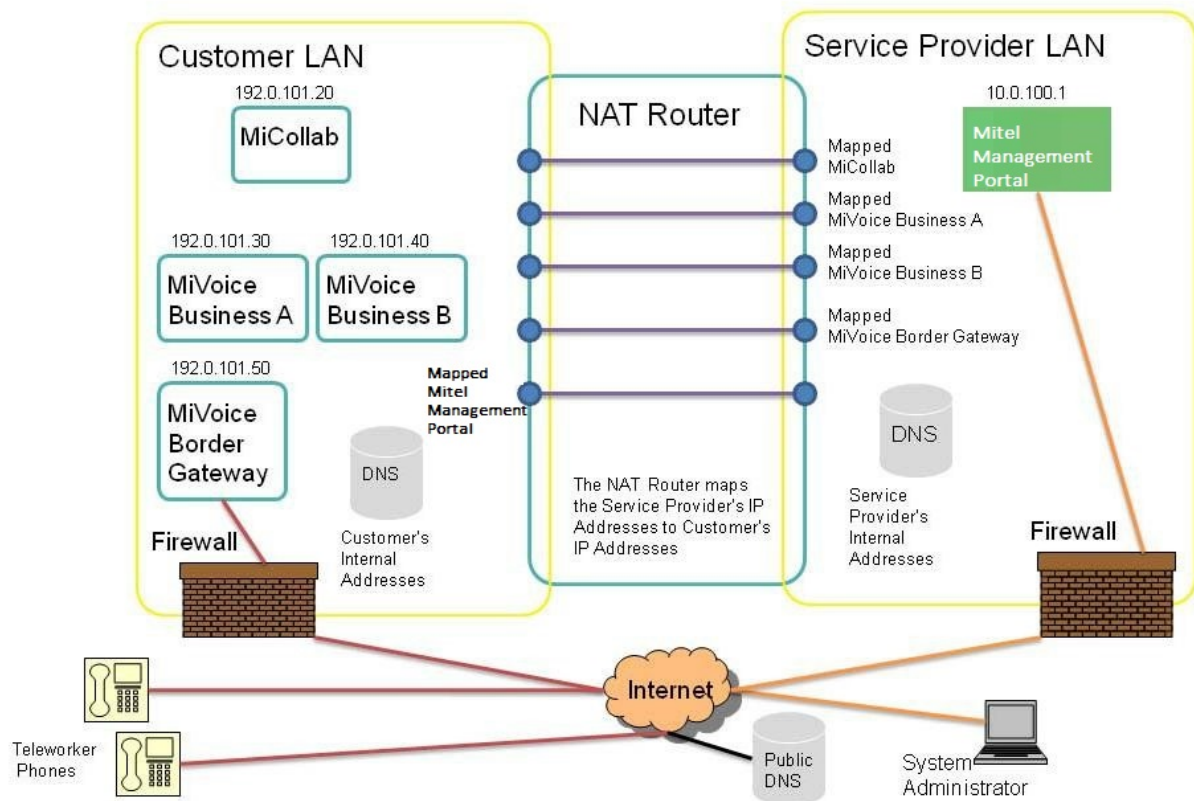 Customer LAN
192.0.101.20
MiCollab
192.0.101.30
MiVoice
Business A
192.0.101.40
MiVoice
Business B
192.0.101.50
MiVoice
Border
Gateway
Mapped
Mitel
Management
Portal
DNS
Customer's
Internal
Addresses
Firewall
NAT Router
The NAT Router maps
the Service Provider's IP
Addresses to Customer's
IP Addresses
Service Provider LAN
10.0.100.1
Mitel
Management
Portal
Mapped
MiCollab
Mapped
MiVoice Business A
Mapped
MiVoice Business B
Mapped
MiVoice Border Gateway
DNS
Service
Provider's
Internal
Addresses
Firewall
Internet
Teleworker
Phones
Public
DNS
System
Administrator